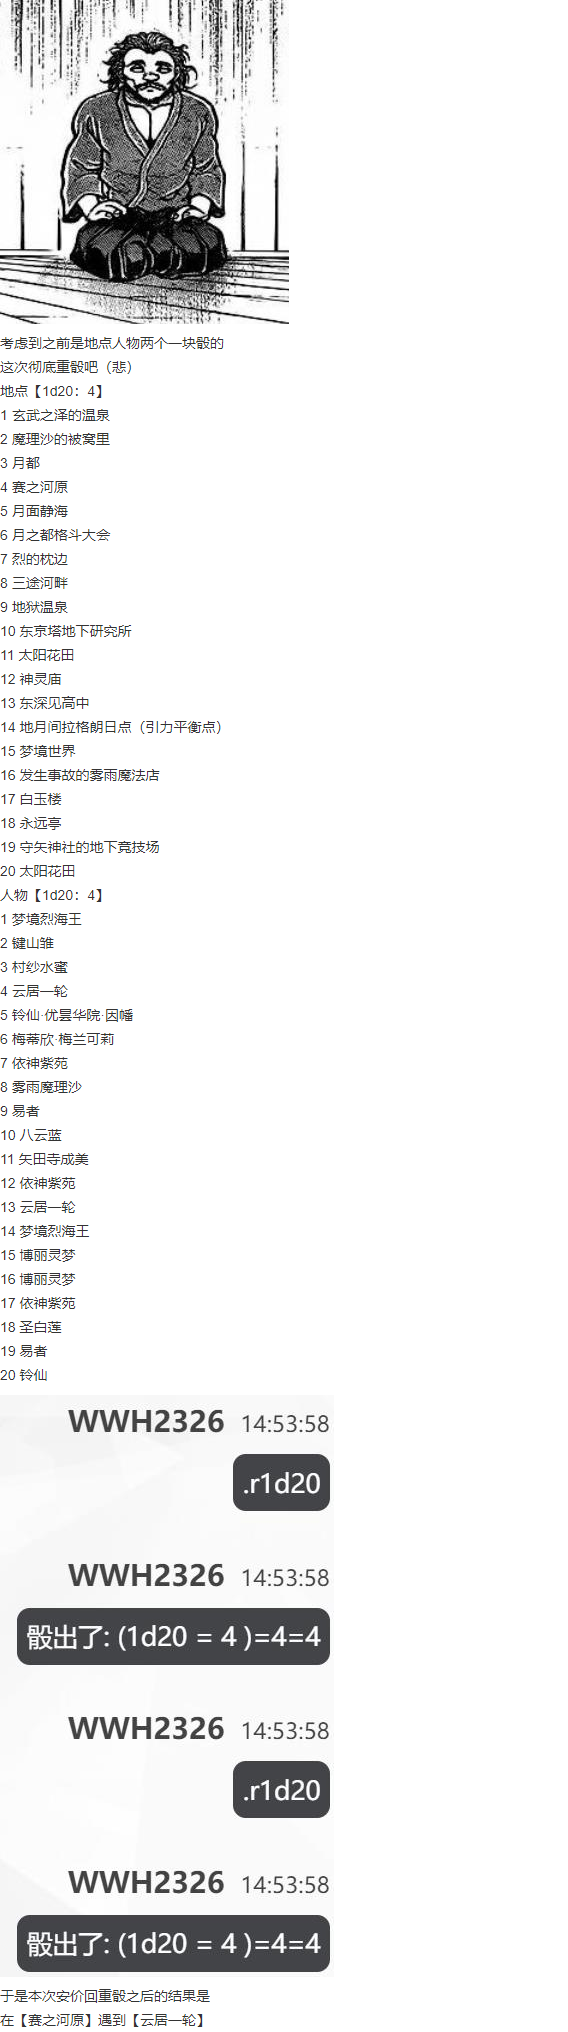 考虑到之前是地点人物两个一块骰的
这次彻底重骰吧（悲）
地点【1d20：4】
1 玄武之泽的温泉
2 魔理沙的被窝里
3 月都
4 赛之河原
5 月面静海
6 月之都格斗大会
7 烈的枕边
8 三途河畔
9 地狱温泉
10 东京塔地下研究所
11 太阳花田
12 神灵庙
13 东深见高中
14 地月间拉格朗日点（引力平衡点）
15 梦境世界
16 发生事故的雾雨魔法店
17 白玉楼
18 永远亭
19 守矢神社的地下竞技场
20 太阳花田
人物【1d20：4】
1 梦境烈海王
2 键山雏
3 村纱水蜜
4 云居一轮
5 铃仙·优昙华院·因幡
6 梅蒂欣·梅兰可莉
7 依神紫苑
8 雾雨魔理沙
9 易者
10 八云蓝
11 矢田寺成美
12 依神紫苑
13 云居一轮
14 梦境烈海王
15 博丽灵梦
16 博丽灵梦
17 依神紫苑
18 圣白莲
19 易者
20 铃仙
WWH2326 14:53:58
.r1d20
WWH2326 14:53:58
骰出了: (1d20 = 4 )=4=4
WWH2326 14:53:58
.r1d20
WWH2326 14:53:58
骰出了: (1d20 = 4 )=4=4
于是本次安价回重骰之后的结果是
在【赛之河原】遇到【云居一轮】